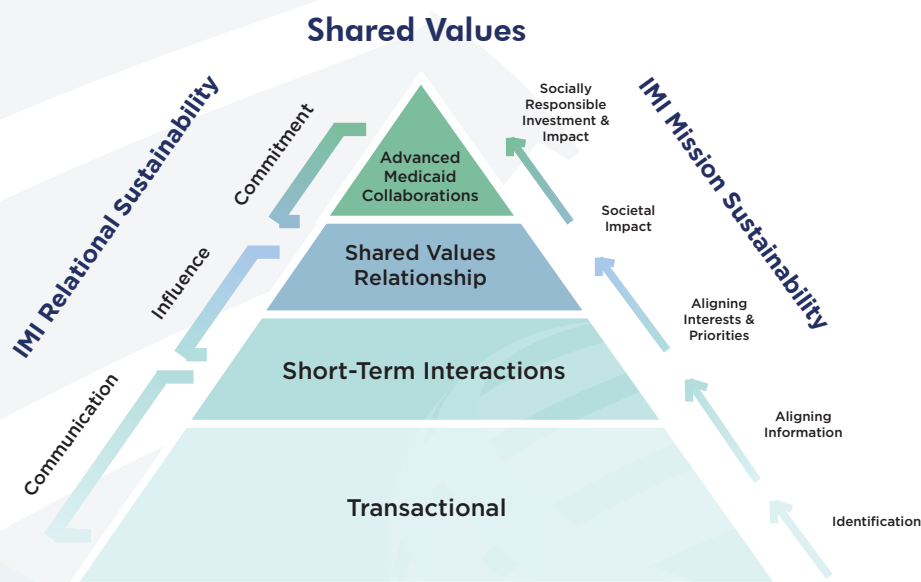 Shared Values
IMI Relational Sustainability
Commitment
Influence
Communication
Advanced
Medicaid
Collaborations
Shared Values
Relationship
Short-Term Interactions
Transactional
Socially
Responsible
Investment &
Impact
Societal
Impact
Aligning
Interests &
Priorities
Aligning
Information
Identification
IMI Mission Sustainability